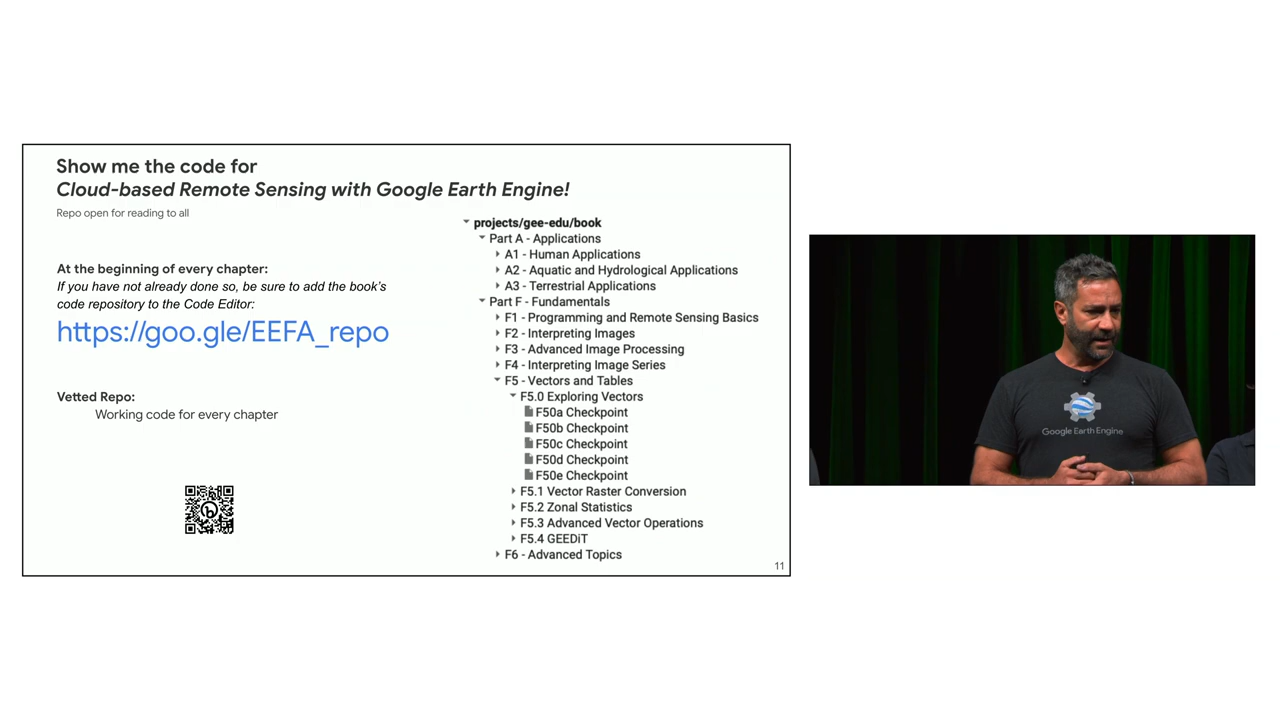 Show me the code for
Cloud-based Remote Sensing with Google Earth Engine!
Repo open for reading to all
At the beginning of every chapter:
If you have not already done so, be sure to add the book's
code repository to the Code Editor:
https://goo.gle/EEFA_repo
Vetted Repo:
Working code for every chapter
projects/gee-edu/book
Part A - Applications
A1 - Human Applications
A2 - Aquatic and Hydrological Applications
A3 - Terrestrial Applications
Part F - Fundamentals
F1 - Programming and Remote Sensing Basics
F2 - Interpreting Images
F3 - Advanced Image Processing
F4 - Interpreting Image Series
F5 - Vectors and Tables
F5.0 Exploring Vectors
F50a Checkpoint
F50b Checkpoint
F50c Checkpoint
F50d Checkpoint
F50e Checkpoint
F5.1 Vector Raster Conversion
F5.2 Zonal Statistics
F5.3 Advanced Vector Operations
F5.4 GEEDiT
F6 - Advanced Topics
11
Google Earth Engine